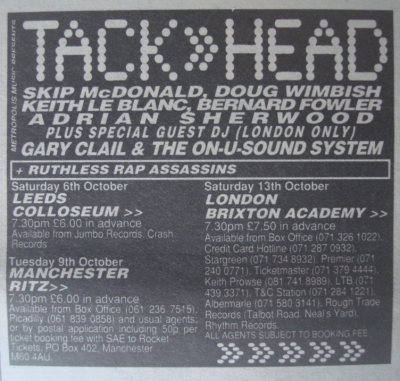 METROPOLIS MUSIC PRESENTS
TACK>>HEAD
SKIP McDONALD, DOUG WIMBISH
KEITH LE BLANC, BERNARD FOWLER
ADRIAN SHERWOOD
PLUS SPECIAL GUEST DJ (LONDON ONLY)
GARY CLAIL & THE ON-U-SOUND SYSTEM
+ RUTHLESS RAP ASSASSINS
Saturday 6th October
LEEDS
COLLOSEUM >>
7.30pm £6.00 in advance
Available from Jumbo Records, Crash
Records
Tuesday 9th October
MANCHESTER
RITZ>>
7.30pm £6.00 in advance
Available from Box Office (061 236 7515).
Picadilly (061 839 0858) and usual agents,
or by postal application including 50p per
ticket booking fee with SAE to Rocket
Tickets, PO Box 402, Manchester
M60 4AU.
Saturday 13th October
LONDON
BRIXTON ACADEMY >>
7.30pm £7.50 in advance
Available from Box Office (071 326 1022).
Credit Card Hotline (071 287 0932).
Stargreen (071 734 8932), Premier (071
240 0771), Ticketmaster (071 379 4444),
Keith Prowse (081 741 8989), LTB (071
439 3371), T&C Station (071 284 1221),
Albermarle (071 580 3141), Rough Trade
Records (Talbot Road, Neal's Yard),
Rhythm Records.
ALL AGENTS SUBJECT TO BOOKING FEE
>>>>>>